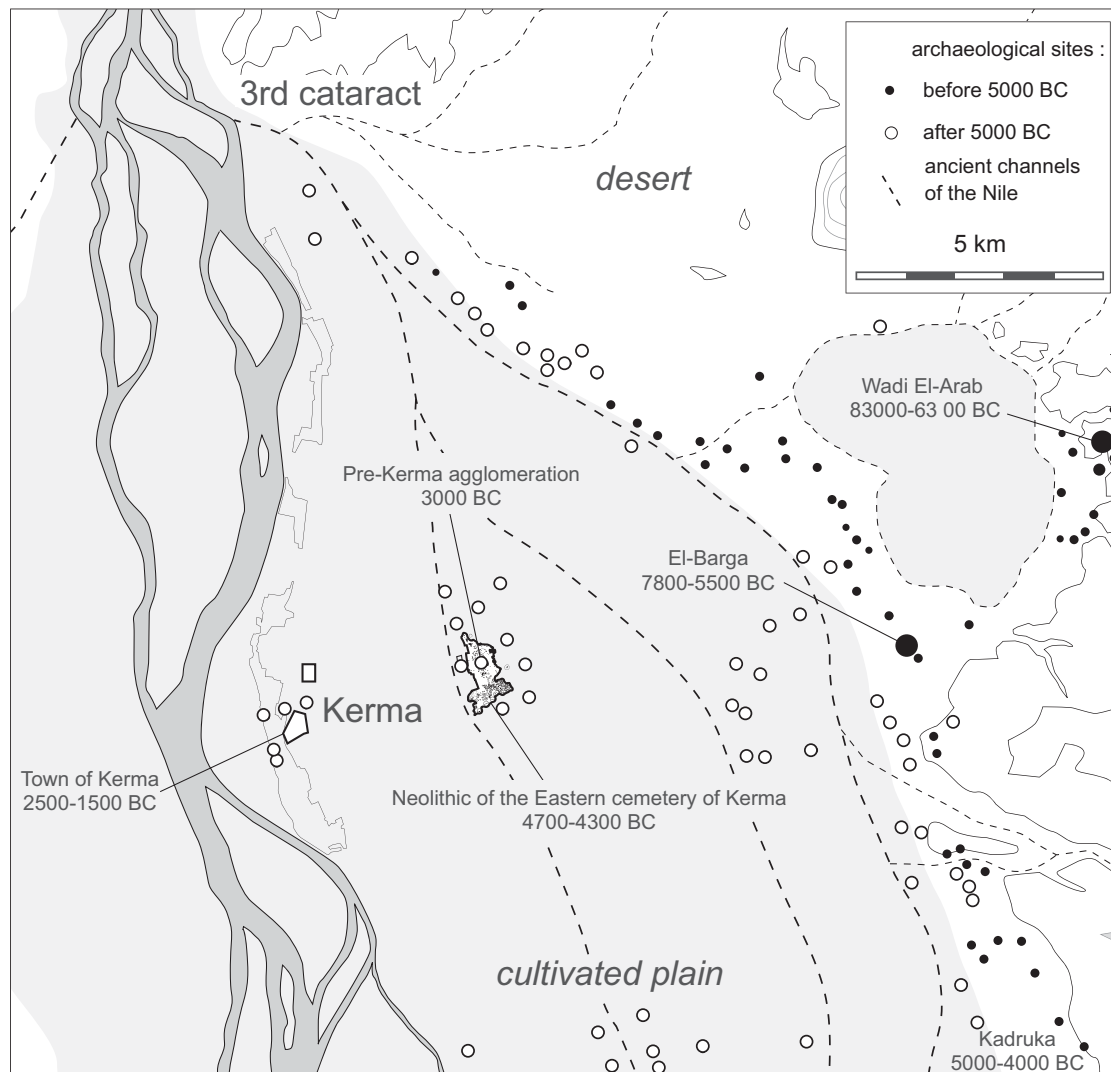 3rd cataract
desert
archaeological sites :
before 5000 BC
after 5000 BC
ancient channels
of the Nile
5 km
Wadi El-Arab
83000-63 00 BC
Pre-Kerma agglomeration
3000 BC
El-Barga
7800-5500 BC
Kerma
Town of Kerma
2500-1500 BC
Neolithic of the Eastern cemetery of Kerma
4700-4300 BC
cultivated plain
Kadruka
5000-4000 BC